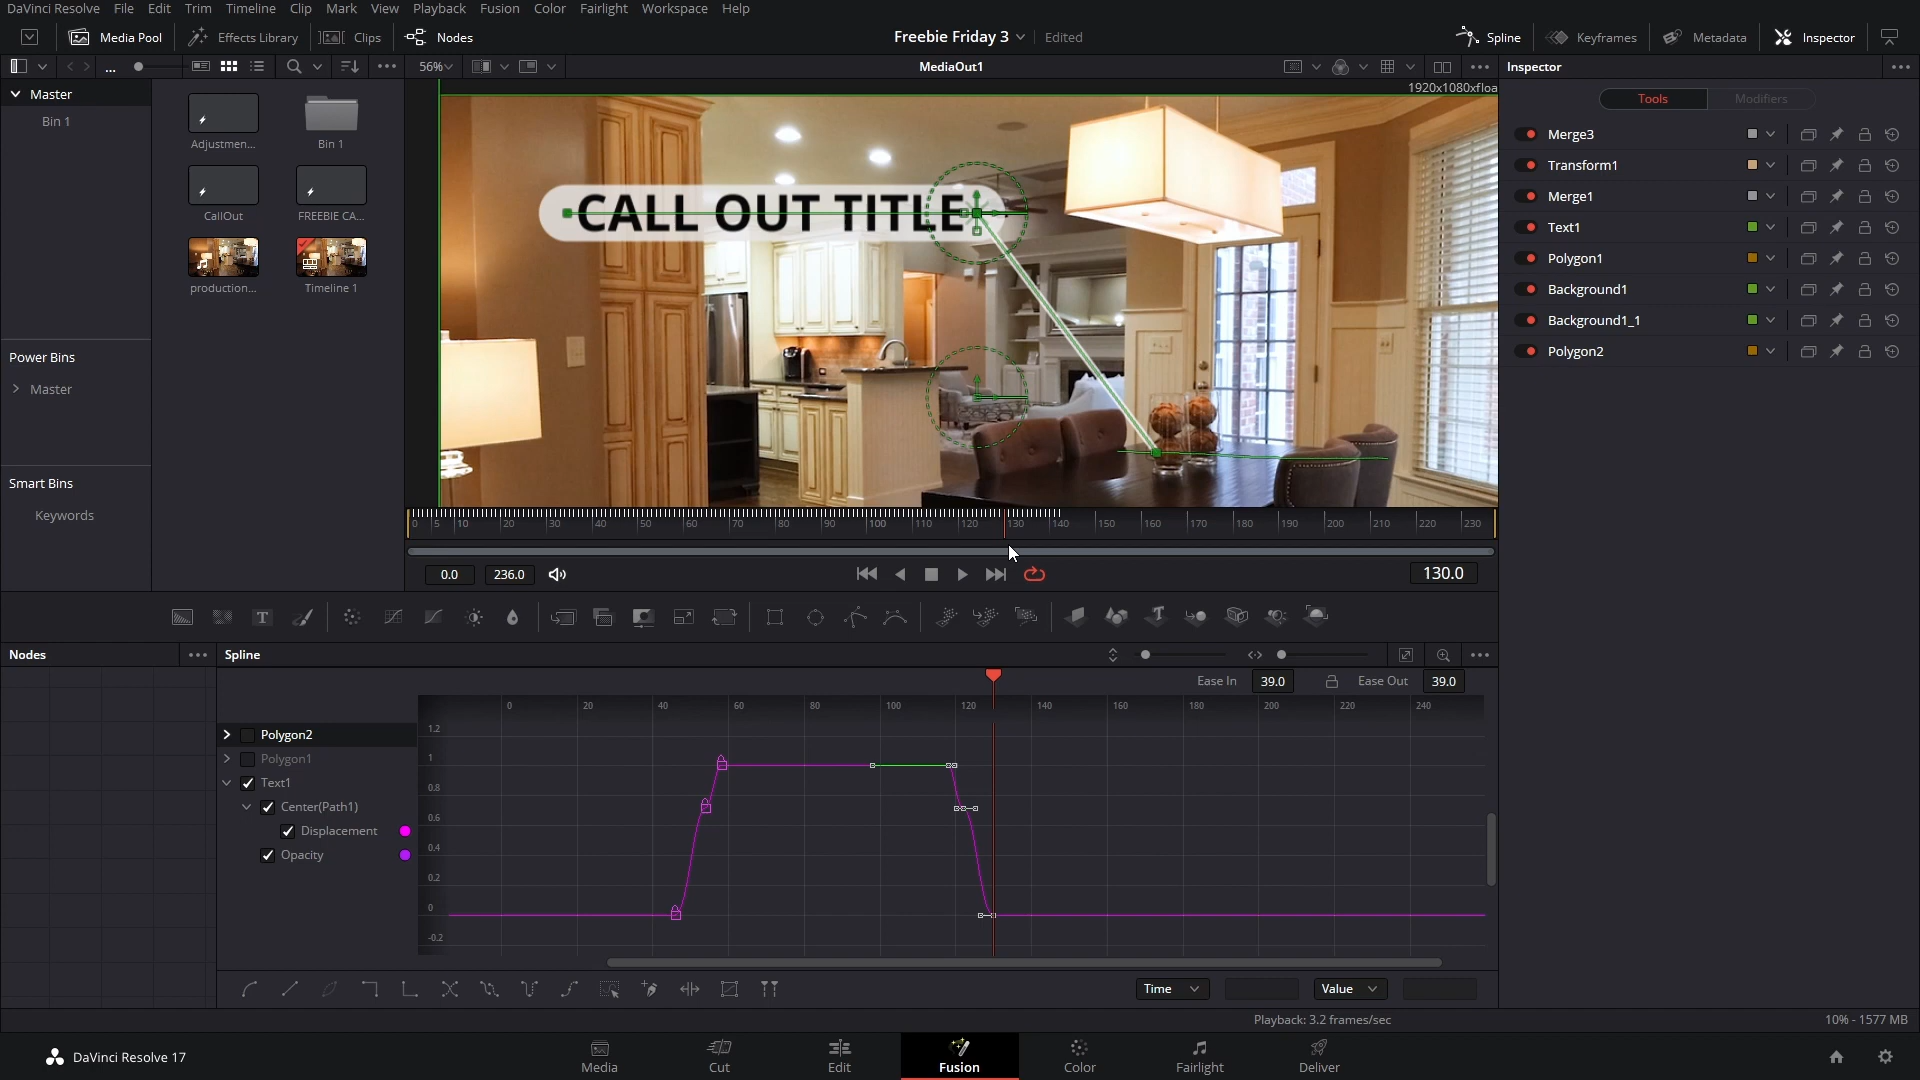 DaVinci Resolve File Edit Trim Timeline Clip Mark View Playback Fusion Color Fairlight Workspace Help
Media Pool Effects Library Clips Nodes Freebie Friday 3 Edited Spline Keyframes Metadata Inspector
... 56% MediaOut1 Inspector
1920x1080xfloa
Master
Bin 1
Adjustmen...
Bin 1
CallOut
FREEBIE CA...
production...
Timeline 1
Power Bins
Master
Smart Bins
Keywords
CALL OUT TITLE
Tools Modifiers
Merge3
Transform1
Merge1
Text1
Polygon1
Background1
Background1_1
Polygon2
0 5 10 20 30 40 50 60 70 80 90 100 110 120 130 140 150 160 170 180 190 200 210 220 230
0.0 236.0 130.0
T
T
Nodes
Spline
Ease In 39.0 Ease Out 39.0
0 20 40 60 80 100 120 140 160 180 200 220 240
1.2
1
0.8
0.6
0.4
0.2
0
-0.2
Polygon2
Polygon1
Text1
Center(Path1)
Displacement
Opacity
Time Value
Playback: 3.2 frames/sec 10% - 1577 MB
DaVinci Resolve 17
Media Cut Edit Fusion Color Fairlight Deliver